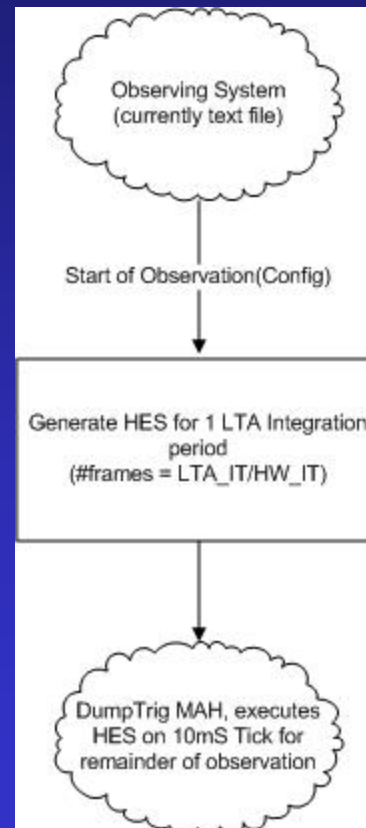 Observing System
(currently text file)
Start of Observation(Config)
Generate HES for 1 LTA Integration
period
(#frames = LTA_IT/HW_IT)
DumpTrig MAH, executes
HES on 10mS Tick for
remainder of observation